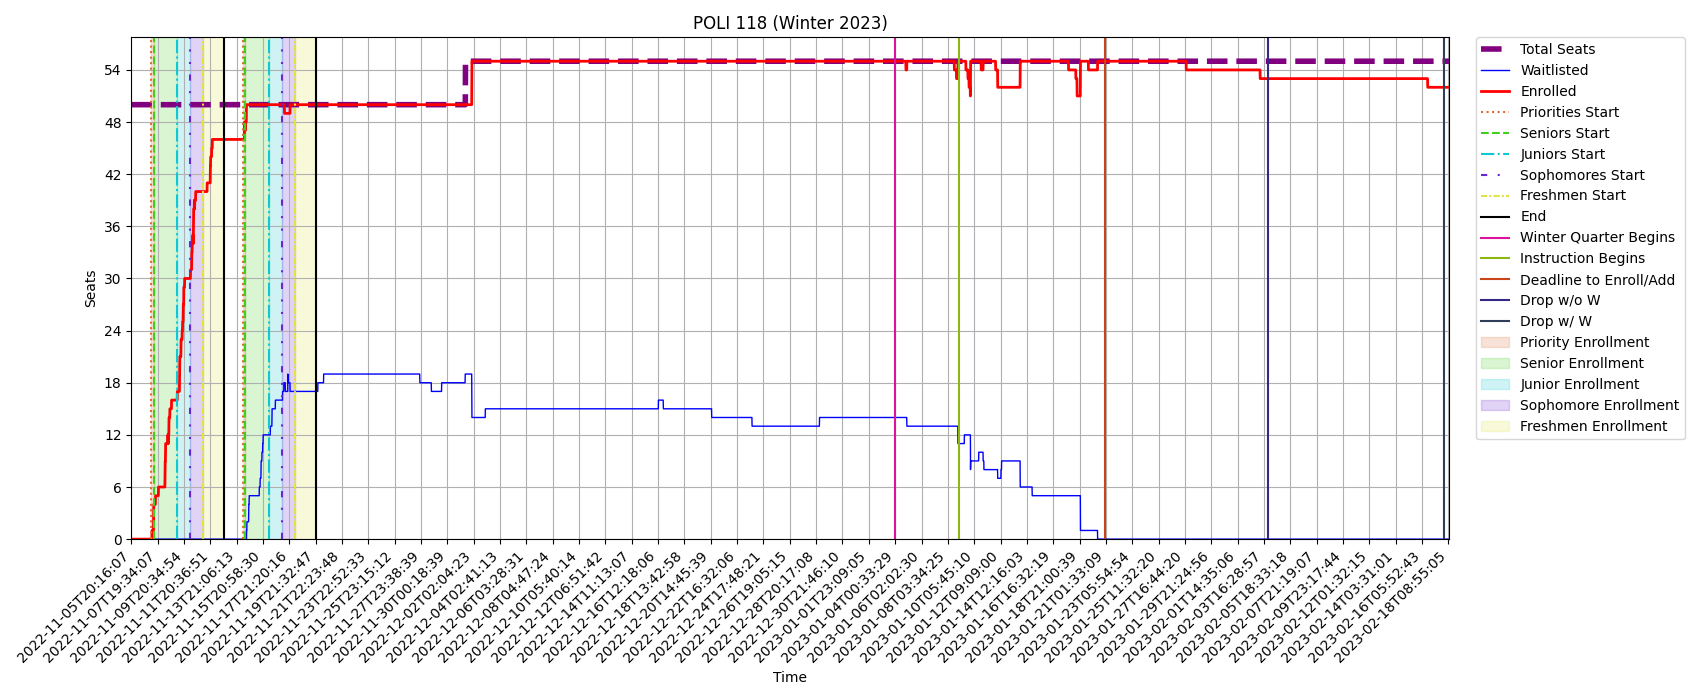 POLI 118 (Winter 2023)
Seats
54
48
42
36
30
24
18
12
6
0
2022-11-05T20:16:07
2022-11-07T19:34:07
2022-11-09T20:34:54
2022-11-11T20:36:51
2022-11-13T21:06:13
2022-11-15T20:58:30
2022-11-17T21:20:16
2022-11-19T21:32:47
2022-11-21T22:23:48
2022-11-23T22:52:33
2022-11-25T23:15:12
2022-11-27T23:38:39
2022-11-30T00:18:39
2022-12-02T02:04:23
2022-12-04T02:41:13
2022-12-06T03:28:31
2022-12-08T04:47:24
2022-12-10T05:40:14
2022-12-12T06:51:42
2022-12-14T11:13:07
2022-12-16T12:18:06
2022-12-18T13:42:58
2022-12-20T14:45:39
2022-12-22T16:32:06
2022-12-24T17:48:21
2022-12-26T19:05:15
2022-12-28T20:17:08
2022-12-30T21:46:10
2023-01-01T23:09:05
2023-01-04T00:33:29
2023-01-06T02:02:30
2023-01-08T03:34:25
2023-01-10T05:45:10
2023-01-12T09:09:00
2023-01-14T12:16:03
2023-01-16T16:32:19
2023-01-18T21:00:39
2023-01-21T01:33:09
2023-01-23T05:54:54
2023-01-25T11:32:20
2023-01-27T16:44:20
2023-01-29T21:24:56
2023-02-01T14:35:06
2023-02-03T16:28:57
2023-02-05T18:33:18
2023-02-07T21:19:07
2023-02-09T23:17:44
2023-02-12T01:32:15
2023-02-14T03:31:01
2023-02-16T05:52:43
2023-02-18T08:55:05
Time
Total Seats
Waitlisted
Enrolled
Priorities Start
Seniors Start
Juniors Start
Sophomores Start
Freshmen Start
End
Winter Quarter Begins
Instruction Begins
Deadline to Enroll/Add
Drop w/o W
Drop w/ W
Priority Enrollment
Senior Enrollment
Junior Enrollment
Sophomore Enrollment
Freshmen Enrollment